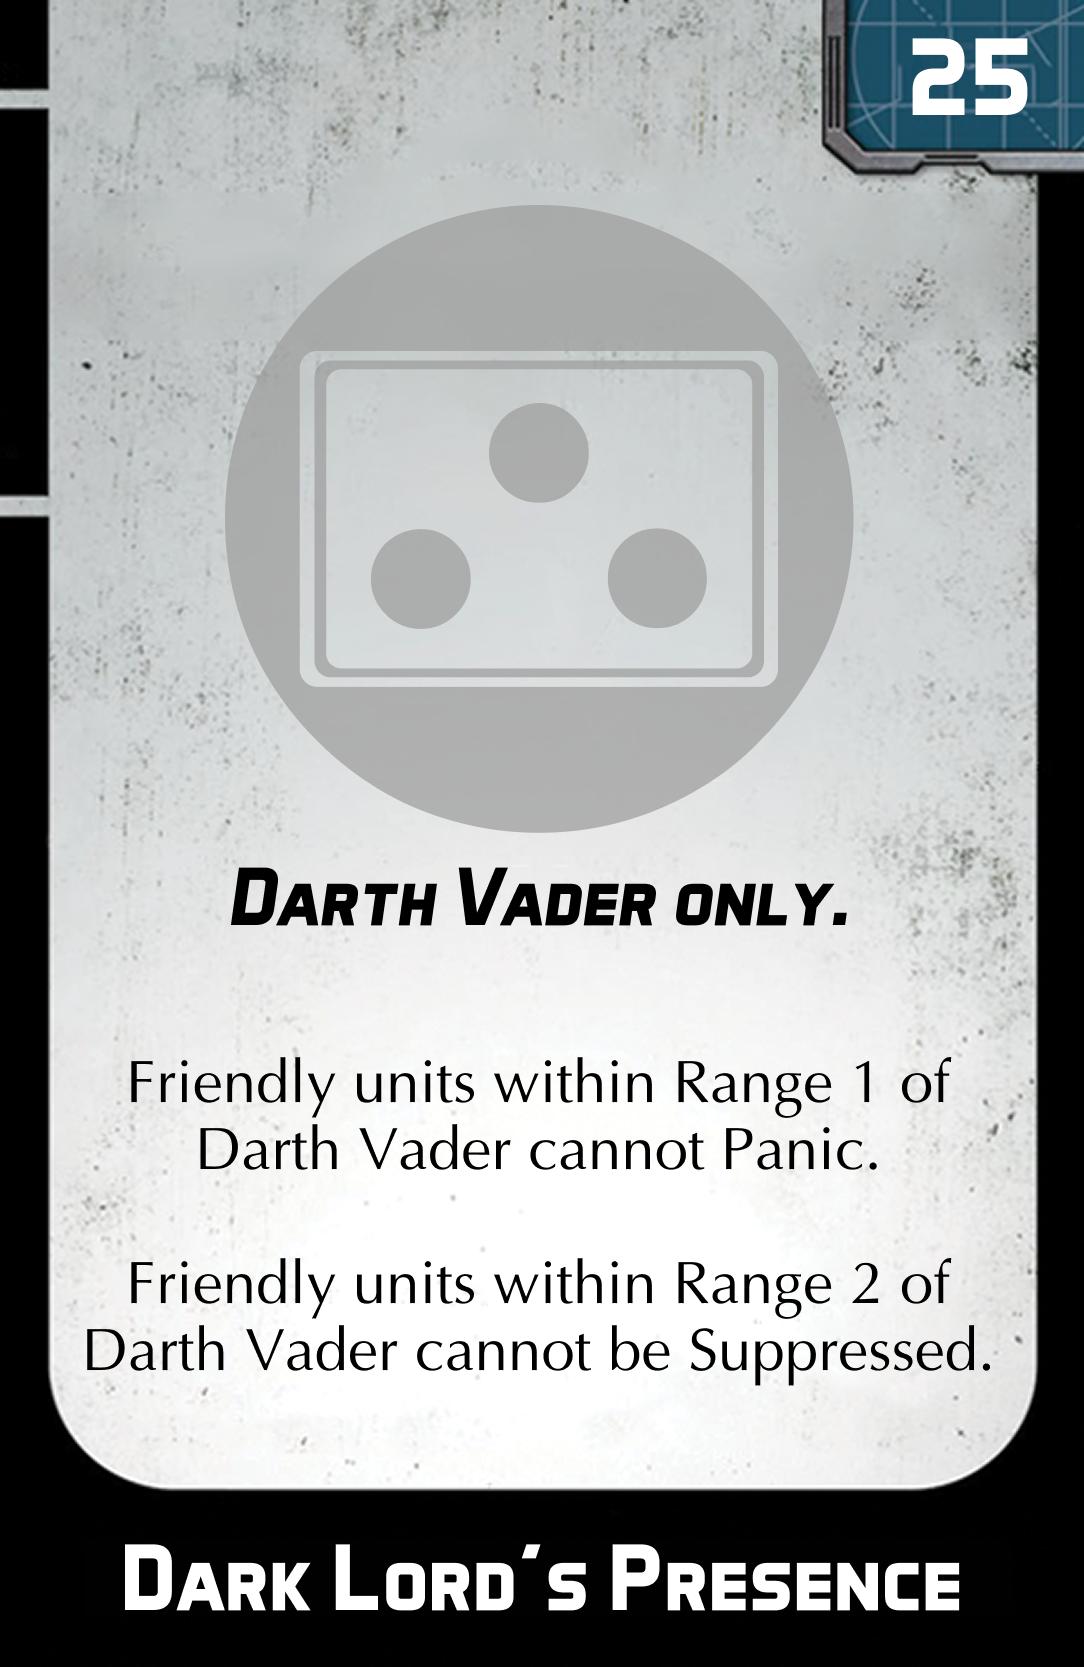 25
Darth Vader only.
Friendly units within Range 1 of
Darth Vader cannot Panic.
Friendly units within Range 2 of
Darth Vader cannot be Suppressed.
Dark Lord's Presence